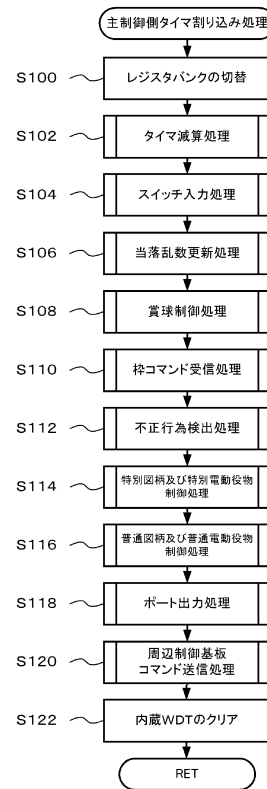 主制御側タイマ割り込み処理
S100
レジスタバンクの切替
S102
タイマ減算処理
S104
スイッチ入力処理
S106
当落乱数更新処理
S108
賞球制御処理
S110
枠コマンド受信処理
S112
不正行為検出処理
S114
特別図柄及び特別電動役物
制御処理
S116
普通図柄及び普通電動役物
制御処理
S118
ポート出力処理
S120
周辺制御基板
コマンド送信処理
S122
内蔵WDTのクリア
RET